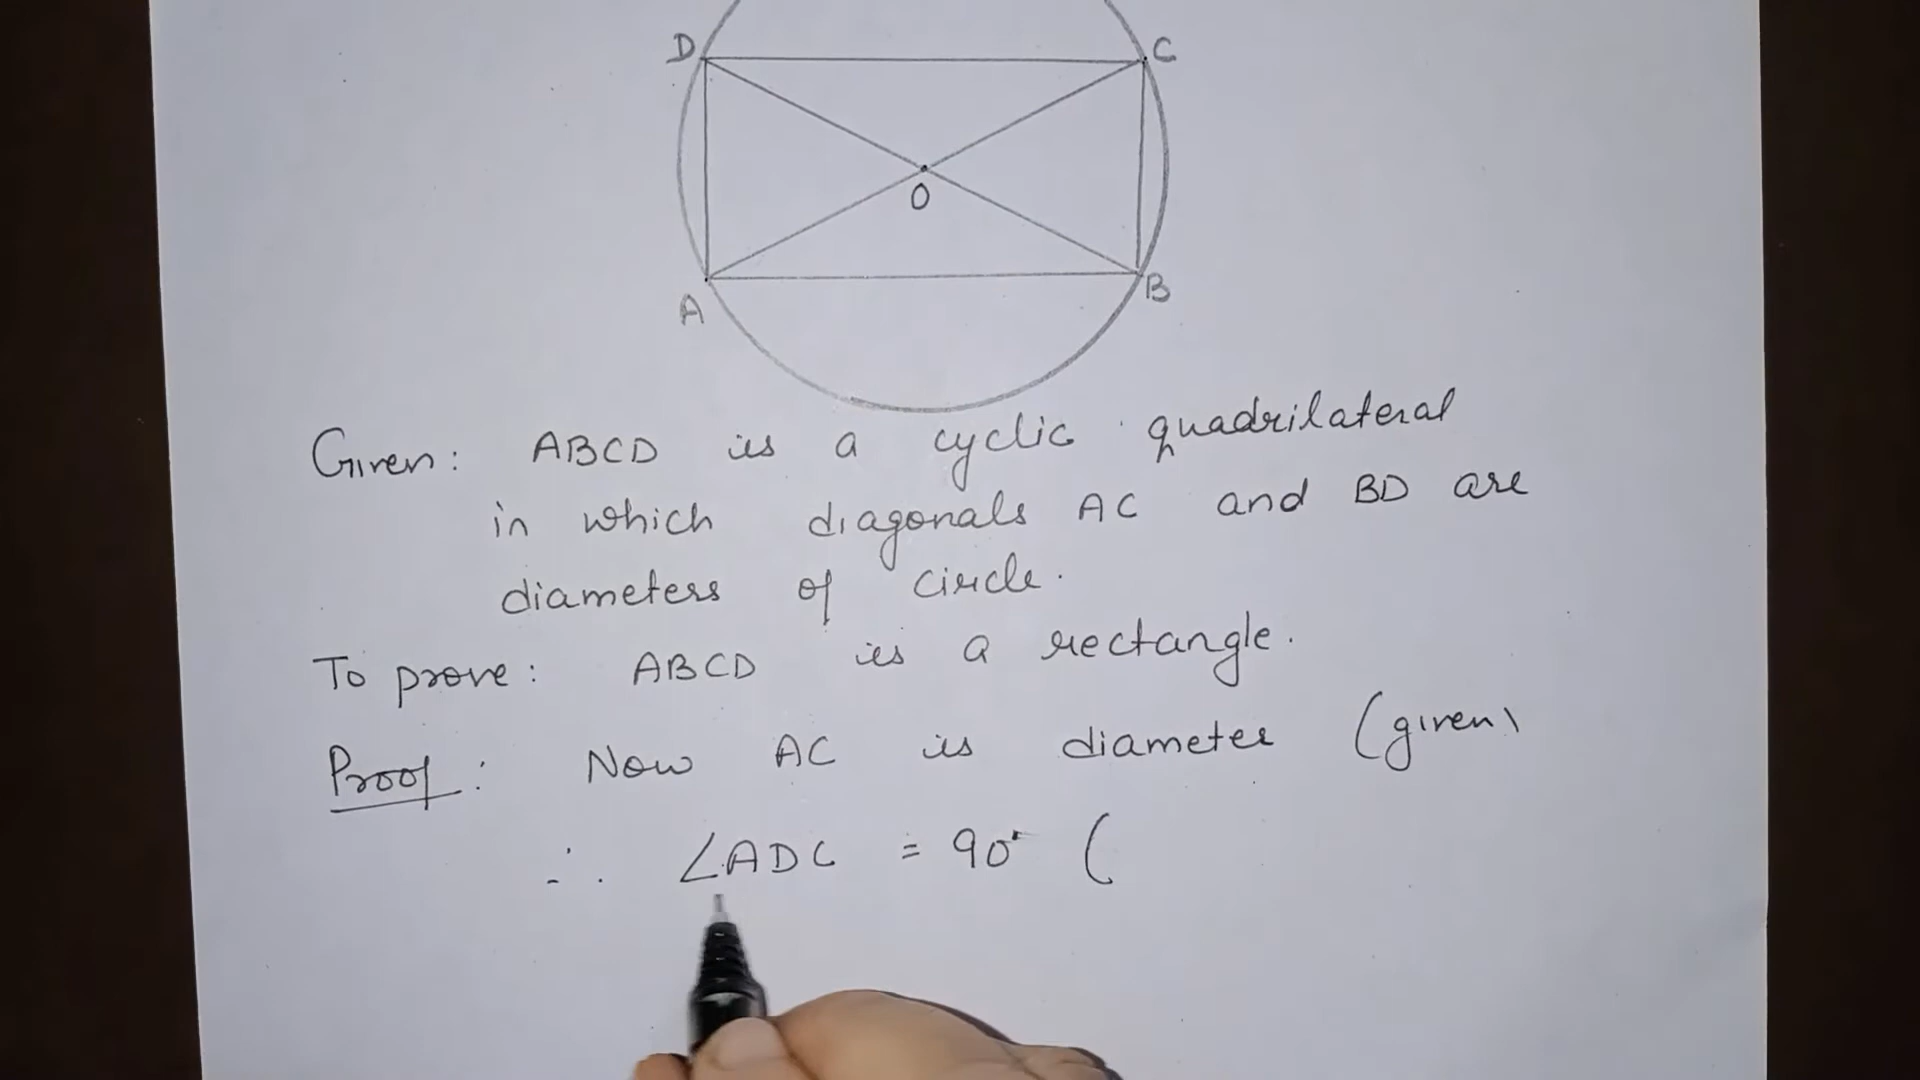 D C
O
A B
Given: ABCD is a cyclic quadrilateral
in which diagonals AC and BD are
diameters of circle.
To prove: ABCD is a rectangle.
Proof: Now AC is diameter (given)
∴ ∠ADC = 90° (